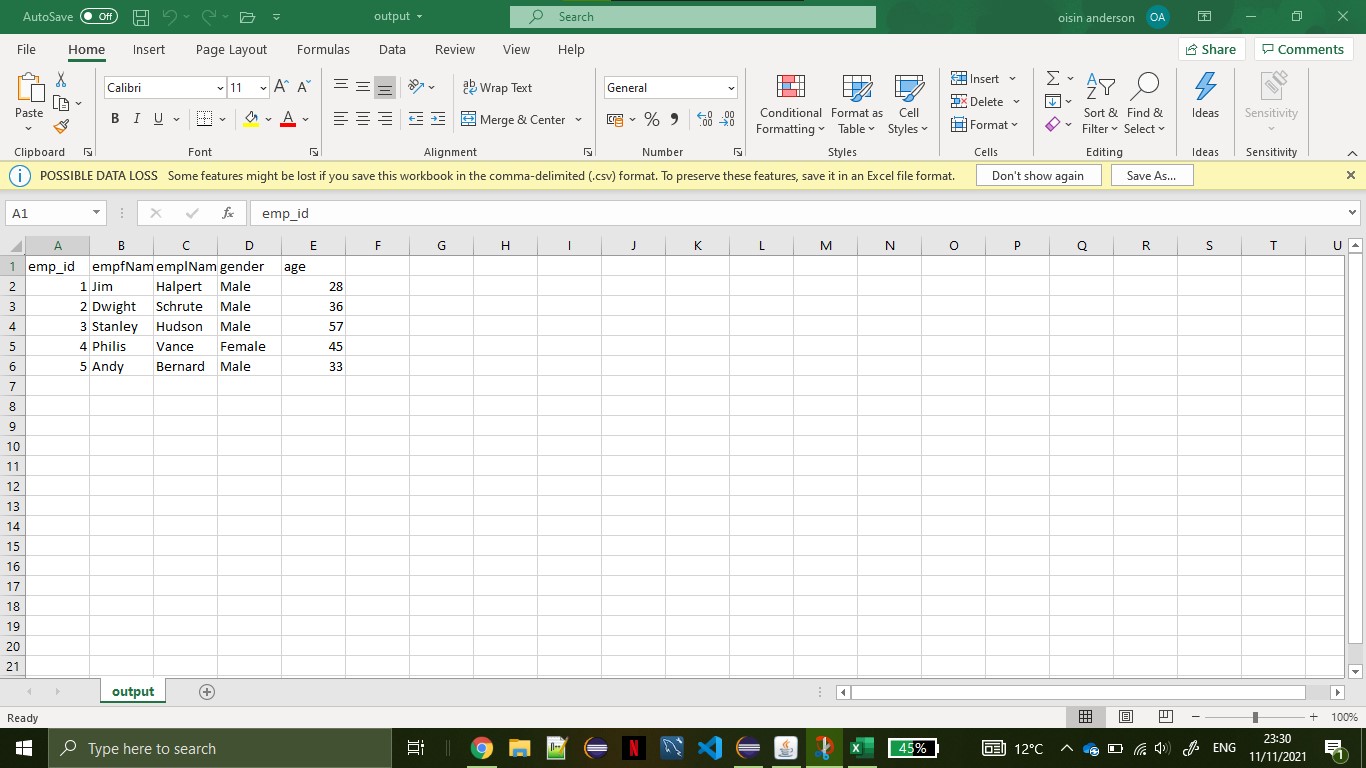 AutoSave Off output Search oisin anderson OA
File Home Insert Page Layout Formulas Data Review View Help Share Comments
Calibri 11 Wrap Text General Insert
Paste B I U Merge & Center Conditional Formatting Format as Table Cell Styles Delete Sort & Filter Find & Select Ideas Sensitivity
Format
Clipboard Font Alignment Number Styles Cells Editing Ideas Sensitivity
POSSIBLE DATA LOSS Some features might be lost if you save this workbook in the comma-delimited (.csv) format. To preserve these features, save it in an Excel file format. Don't show again Save As...
A1 fx emp_id
A B C D E F G H I J K L M N O P Q R S T U
1 emp_id empfNam emplNam gender age
2 1 Jim Halpert Male 28
3 2 Dwight Schrute Male 36
4 3 Stanley Hudson Male 57
5 4 Philis Vance Female 45
6 5 Andy Bernard Male 33
7
8
9
10
11
12
13
14
15
16
17
18
19
20
21
output
Ready 100%
Type here to search 45% 12°C ENG 23:30
11/11/2021 1